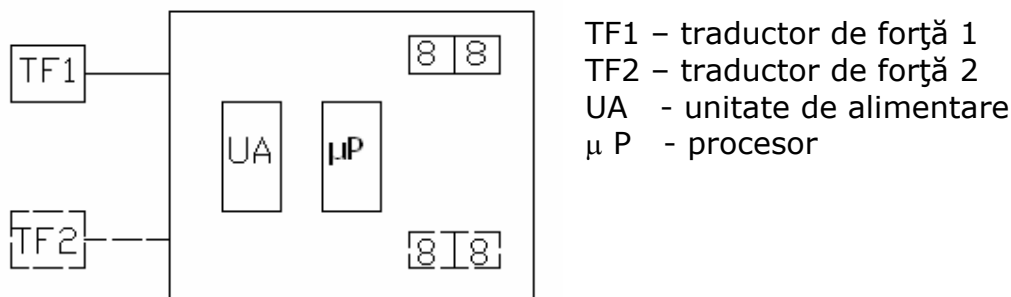 TF1
8 8
UA
μP
TF2
8 8
TF1 – traductor de forţă 1
TF2 – traductor de forţă 2
UA - unitate de alimentare
μ P - procesor